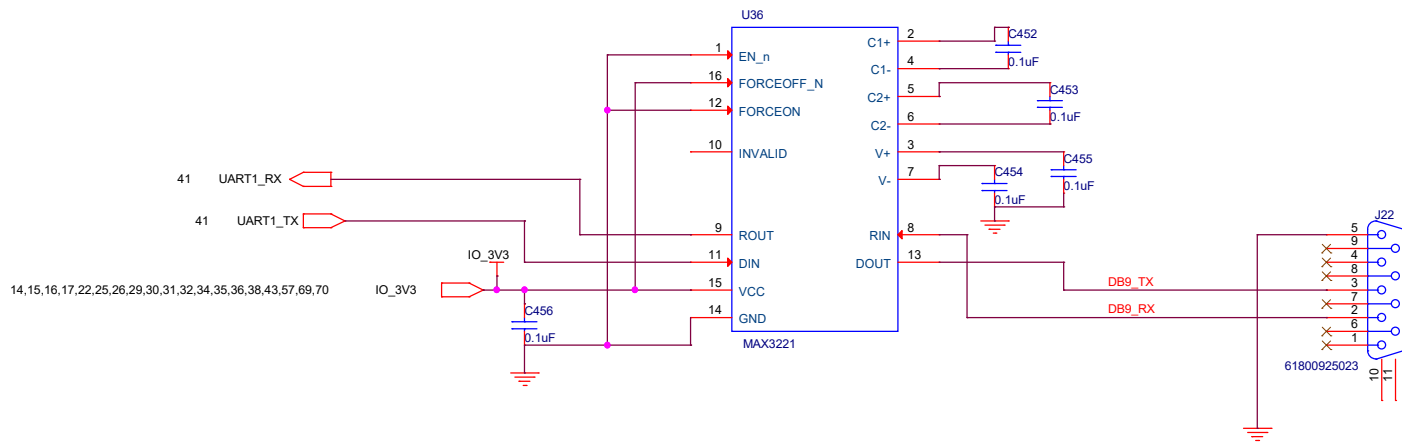 U36
1 EN_n
16 FORCEOFF_N
12 FORCEON
10 INVALID
9 ROUT
11 DIN
15 VCC
14 GND
C1+ 2
C1- 4
C2+ 5
C2- 6
V+ 3
V- 7
RIN 8
DOUT 13
MAX3221
C452
0.1uF
C453
0.1uF
C455
0.1uF
C454
0.1uF
41 UART1_RX
41 UART1_TX
IO_3V3
14,15,16,17,22,25,26,29,30,31,32,34,35,36,38,43,57,69,70 IO_3V3
C456
0.1uF
DB9_TX
DB9_RX
J22
5
9
4
8
3
7
2
6
1
61800925023
10
11